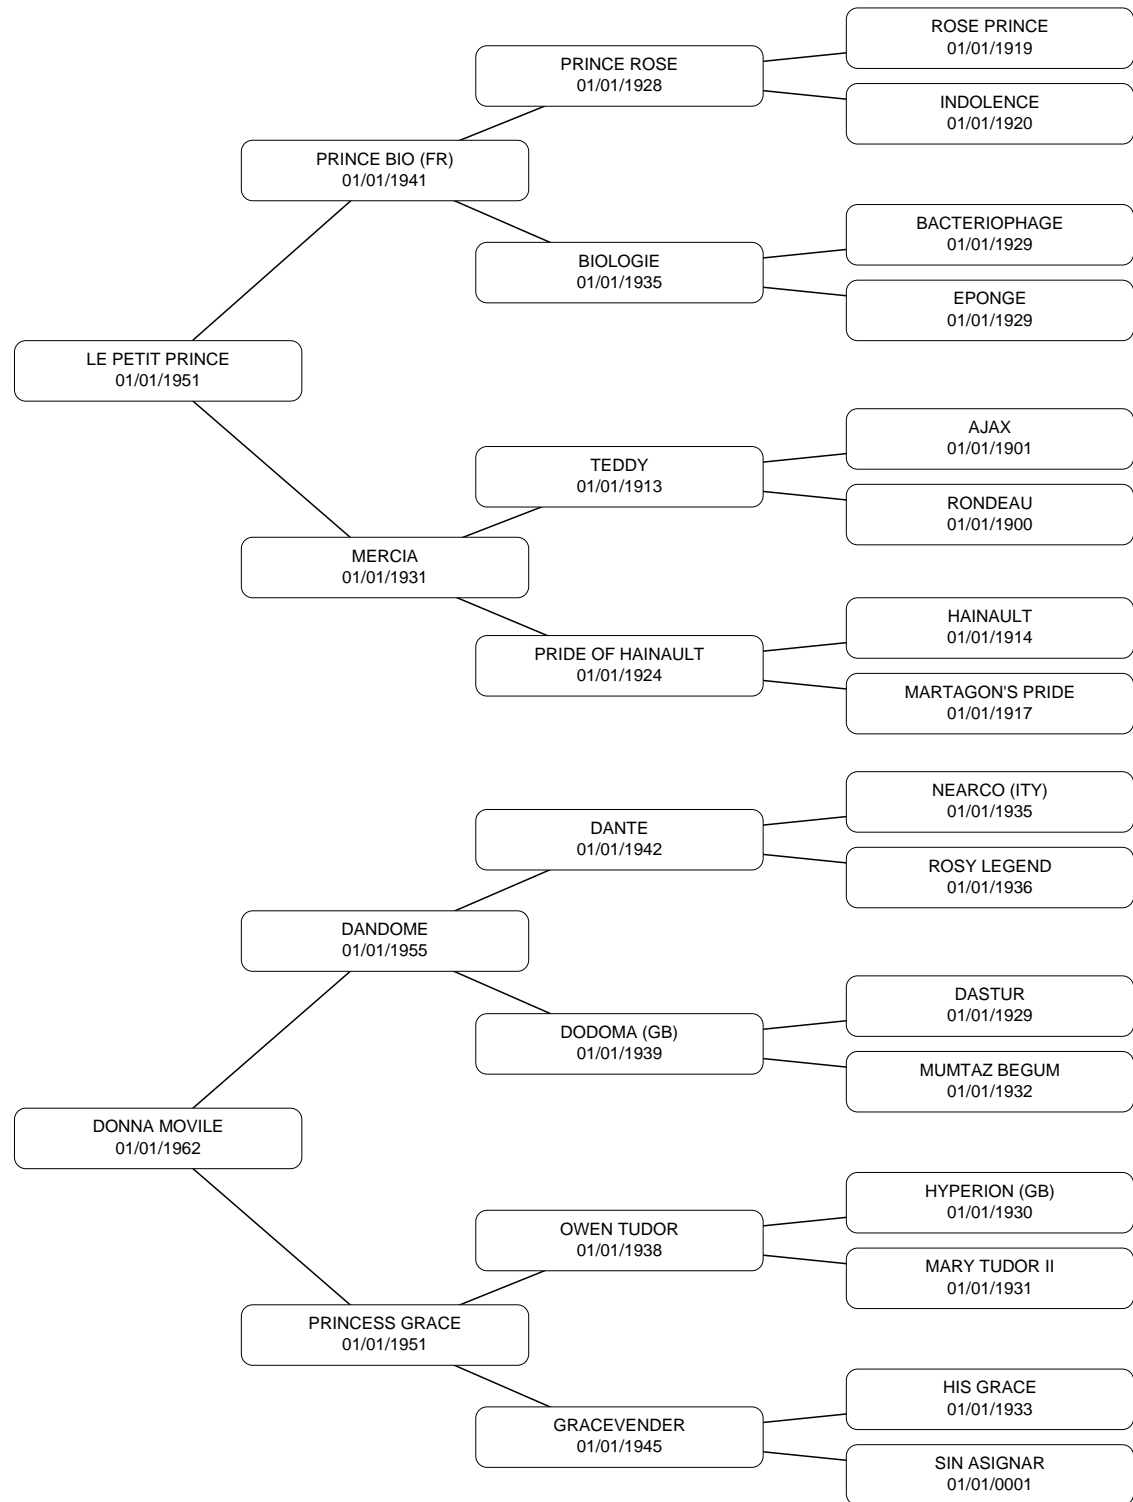 ROSE PRINCE
01/01/1919
PRINCE ROSE
01/01/1928
INDOLENCE
01/01/1920
PRINCE BIO (FR)
01/01/1941
BACTERIOPHAGE
01/01/1929
BIOLOGIE
01/01/1935
EPONGE
01/01/1929
LE PETIT PRINCE
01/01/1951
AJAX
01/01/1901
TEDDY
01/01/1913
RONDEAU
01/01/1900
MERCIA
01/01/1931
HAINAULT
01/01/1914
PRIDE OF HAINAULT
01/01/1924
MARTAGON'S PRIDE
01/01/1917
NEARCO (ITY)
01/01/1935
DANTE
01/01/1942
ROSY LEGEND
01/01/1936
DANDOME
01/01/1955
DASTUR
01/01/1929
DODOMA (GB)
01/01/1939
MUMTAZ BEGUM
01/01/1932
DONNA MOVILE
01/01/1962
HYPERION (GB)
01/01/1930
OWEN TUDOR
01/01/1938
MARY TUDOR II
01/01/1931
PRINCESS GRACE
01/01/1951
HIS GRACE
01/01/1933
GRACEVENDER
01/01/1945
SIN ASIGNAR
01/01/0001